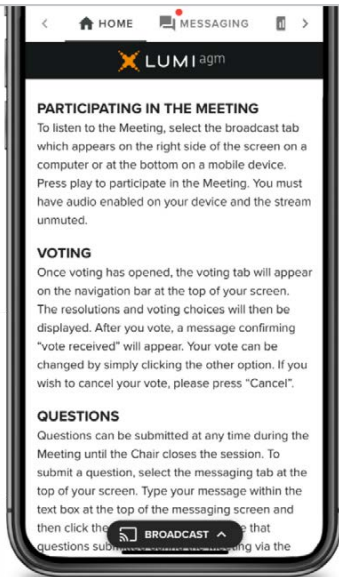 HOME MESSAGING
LUMI agm
PARTICIPATING IN THE MEETING
To listen to the Meeting, select the broadcast tab
which appears on the right side of the screen on a
computer or at the bottom on a mobile device.
Press play to participate in the Meeting. You must
have audio enabled on your device and the stream
unmuted.
VOTING
Once voting has opened, the voting tab will appear
on the navigation bar at the top of your screen.
The resolutions and voting choices will then be
displayed. After you vote, a message confirming
“vote received” will appear. Your vote can be
changed by simply clicking the other option. If you
wish to cancel your vote, please press “Cancel”.
QUESTIONS
Questions can be submitted at any time during the
Meeting until the Chair closes the session. To
submit a question, select the messaging tab at the
top of your screen. Type your message within the
text box at the top of the messaging screen and
then click the that
BROADCAST
questions the meeting via the